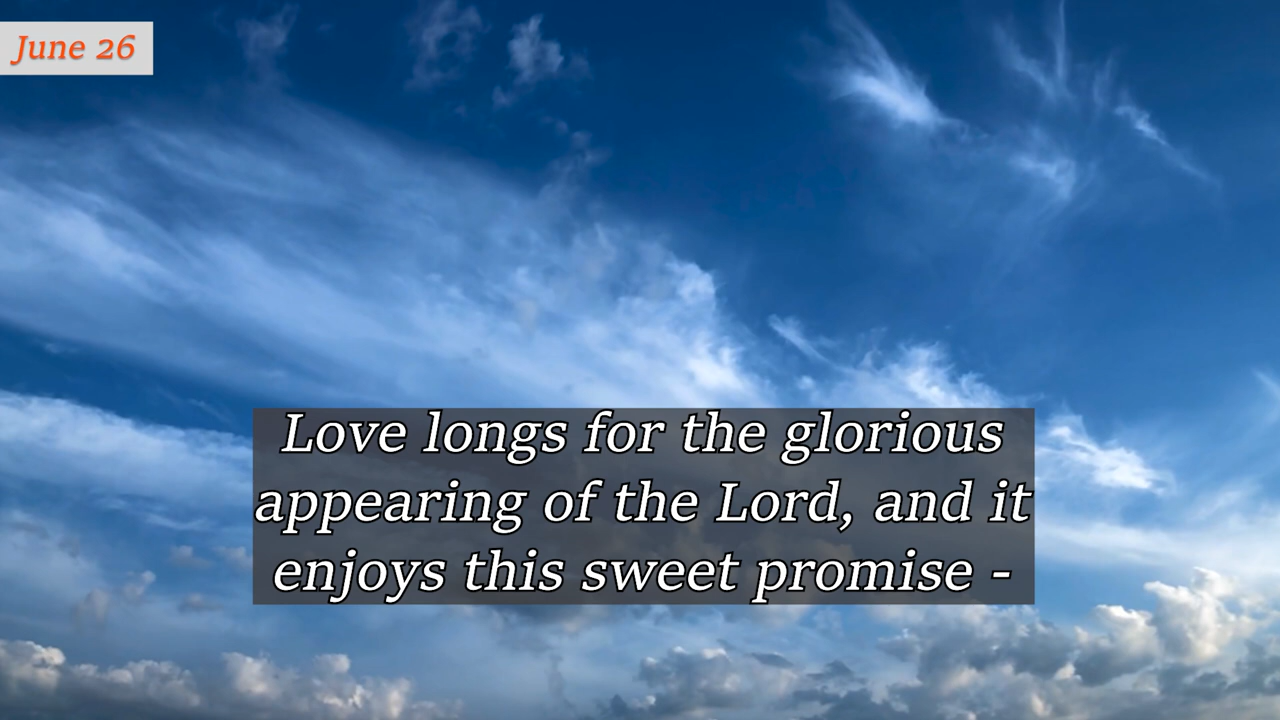 June 26
Love longs for the glorious
appearing of the Lord, and it
enjoys this sweet promise -